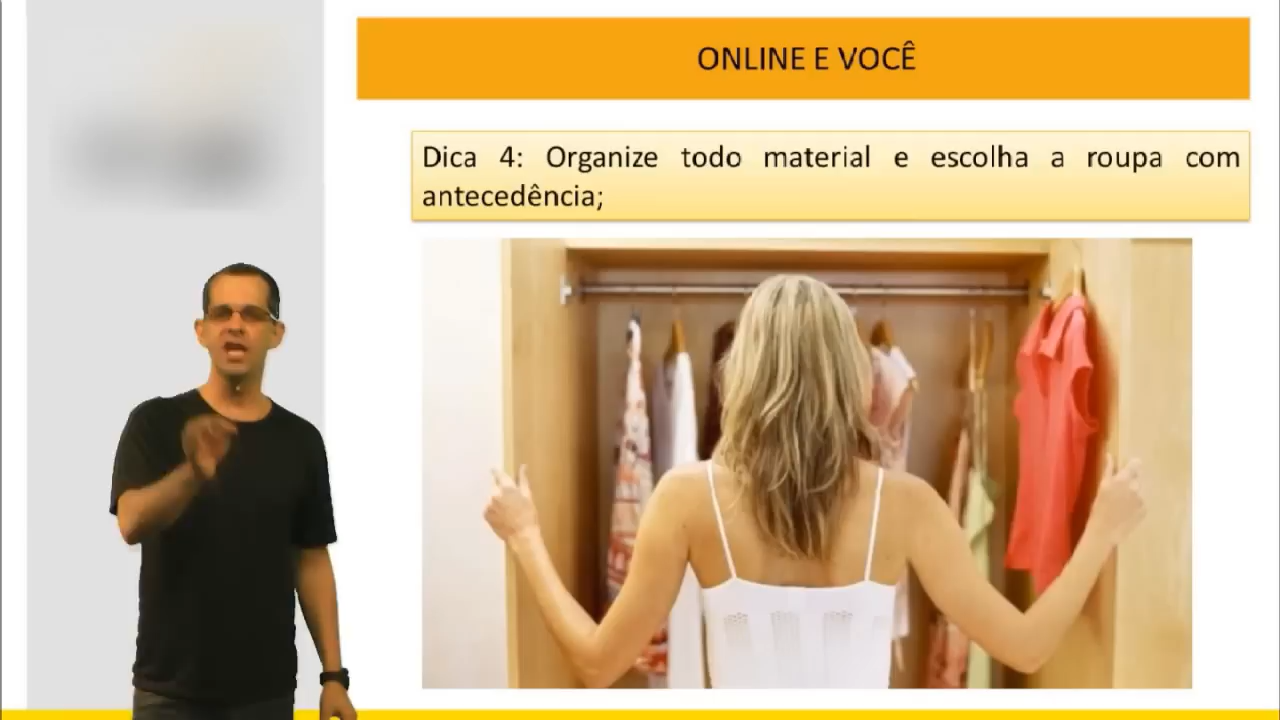 ONLINE E VOCÊ
Dica 4: Organize todo material e escolha a roupa com
antecedência;